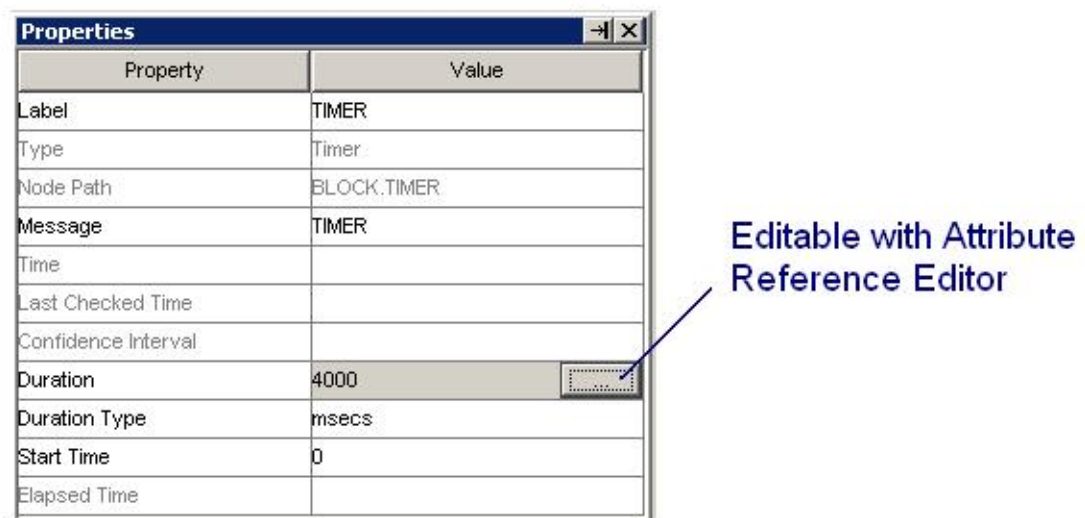 Properties
Property Value
Label TIMER
Type Timer
Node Path BLOCK.TIMER
Message TIMER
Time
Last Checked Time
Confidence Interval
Duration 4000 ...
Duration Type msecs
Start Time 0
Elapsed Time
Editable with Attribute
Reference Editor